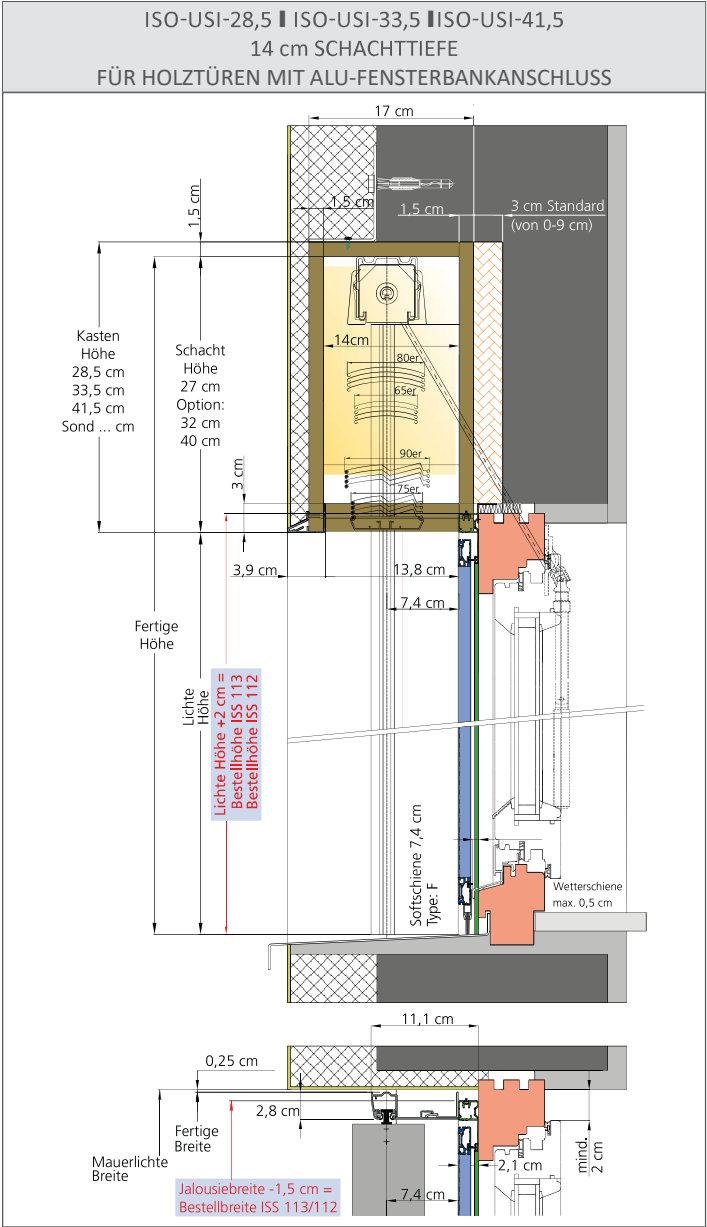 ISO-USI-28,5 I ISO-USI-33,5 I ISO-USI-41,5
14 cm SCHACHTTIEFE
FÜR HOLZTÜREN MIT ALU-FENSTERBANKANSCHLUSS
17 cm
1,5 cm
1,5 cm
1,5 cm
3 cm Standard
(von 0-9 cm)
Kasten
Höhe
28,5 cm
33,5 cm
41,5 cm
Sond ... cm
Schacht
Höhe
27 cm
Option:
32 cm
40 cm
14cm
80er
65er
90er
75er
3 cm
3,9 cm
13,8 cm
7,4 cm
Fertige
Höhe
Lichte
Höhe
Lichte Höhe +2 cm =
Bestellhöhe ISS 113
Bestellhöhe ISS 112
Softschiene 7,4 cm
Type: F
Wetterschiene
max. 0,5 cm
11,1 cm
0,25 cm
2,8 cm
Fertige
Breite
Mauerlichte
Breite
mind.
2 cm
2,1 cm
Jalousiebreite -1,5 cm =
Bestellbreite ISS 113/112
7,4 cm